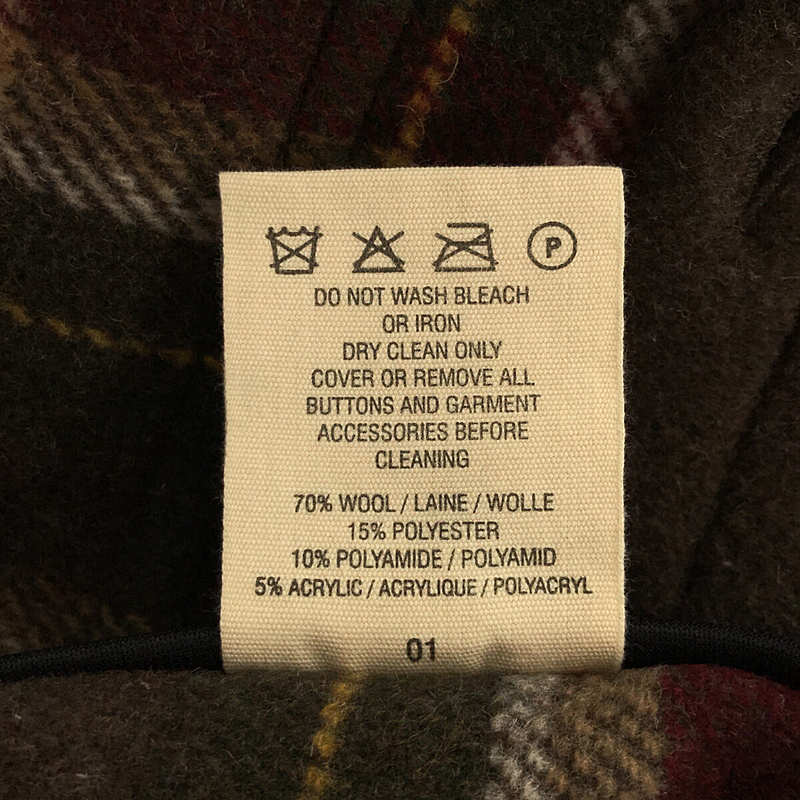 P
DO NOT WASH BLEACH
OR IRON
DRY CLEAN ONLY
COVER OR REMOVE ALL
BUTTONS AND GARMENT
ACCESSORIES BEFORE
CLEANING
70% WOOL / LAINE / WOLLE
15% POLYESTER
10% POLYAMIDE / POLYAMID
5% ACRYLIC / ACRYLIQUE / POLYACRYL
01